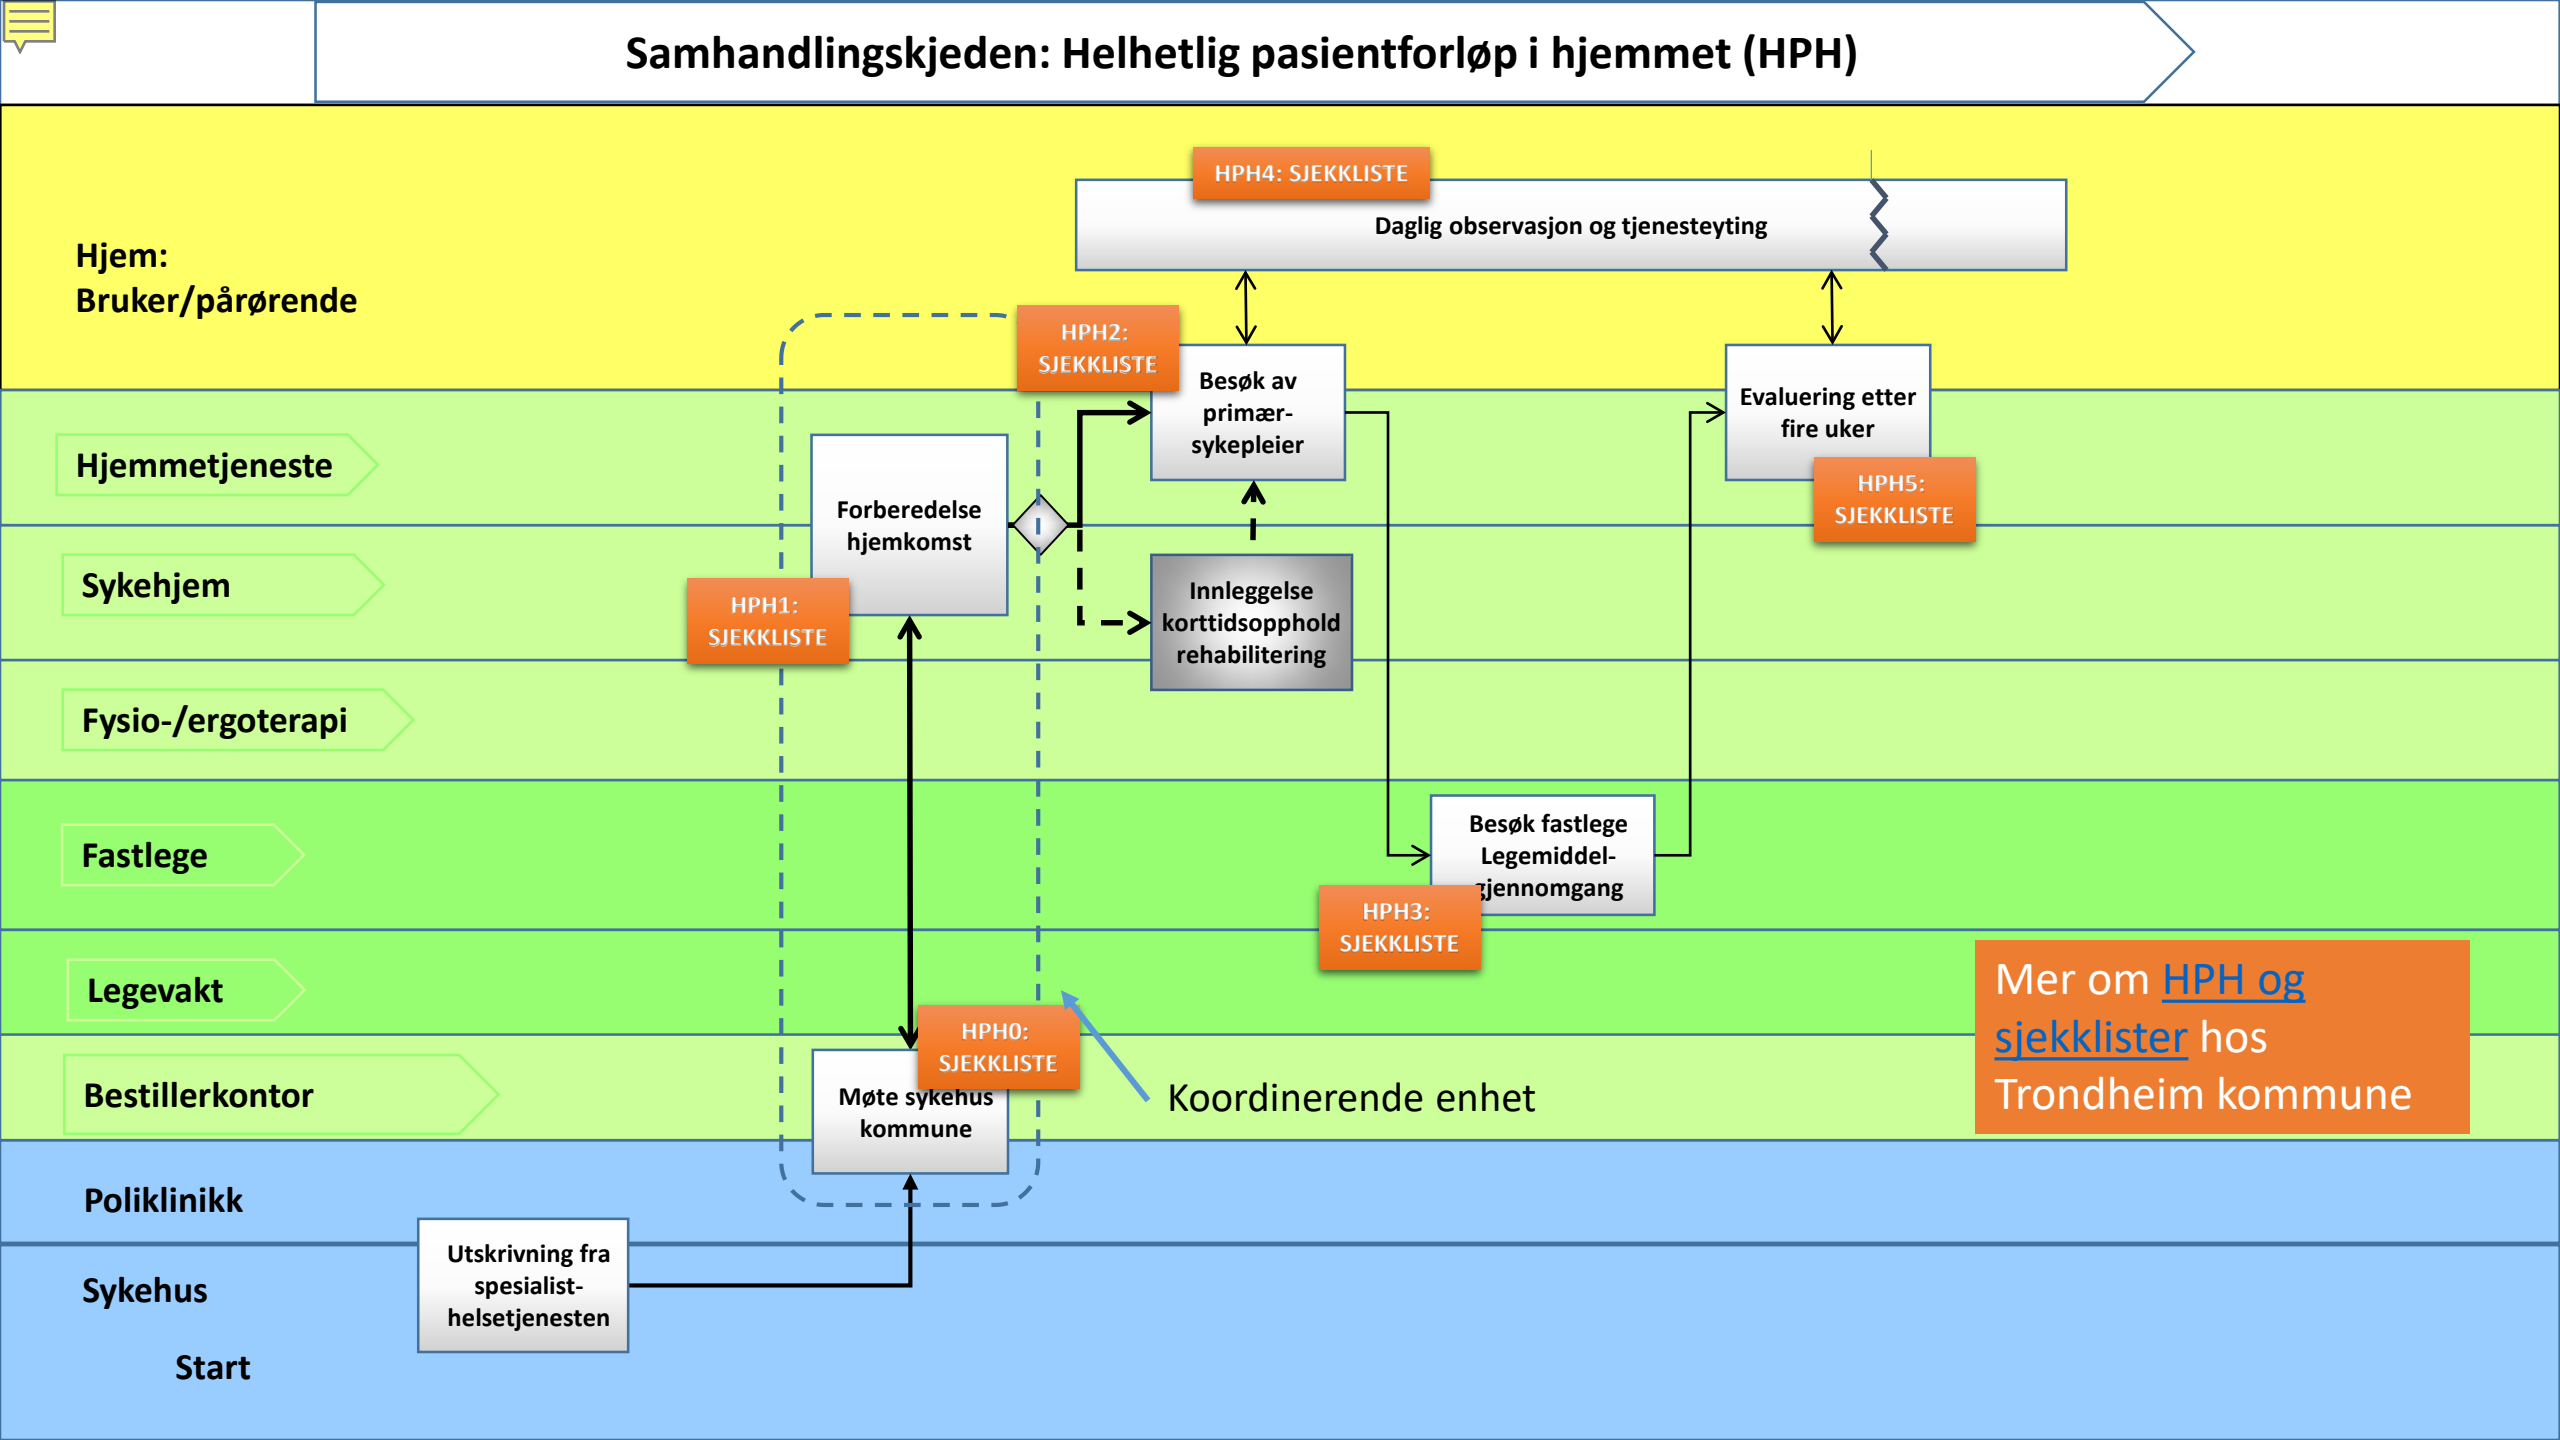 Samhandlingskjeden: Helhetlig pasientforløp i hjemmet (HPH)
HPH4: SJEKKLISTE
Daglig observasjon og tjenesteyting
Hjem:
Bruker/pårørende
HPH2:
SJEKKLISTE
Besøk av
primær-
sykepleier
Evaluering etter
fire uker
HPH5:
SJEKKLISTE
Hjemmetjeneste
Forberedelse
hjemkomst
Sykehjem
HPH1:
SJEKKLISTE
Innleggelse
korttidsopphold
rehabilitering
Fysio-/ergoterapi
Fastlege
Besøk fastlege
Legemiddel-
gjennomgang
HPH3:
SJEKKLISTE
Legevakt
HPH0:
SJEKKLISTE
Mer om HPH og
sjekklister hos
Trondheim kommune
Bestillerkontor
Møte sykehus
kommune
Koordinerende enhet
Poliklinikk
Utskrivning fra
spesialist-
helsetjenesten
Sykehus
Start